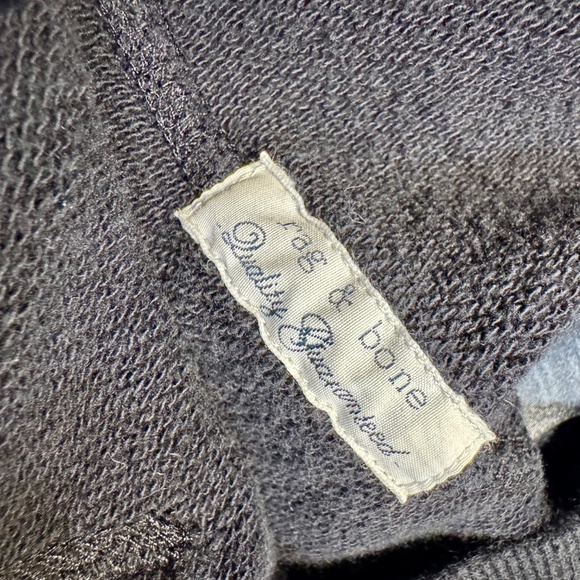 rag & bone
·Quality Guaranteed·